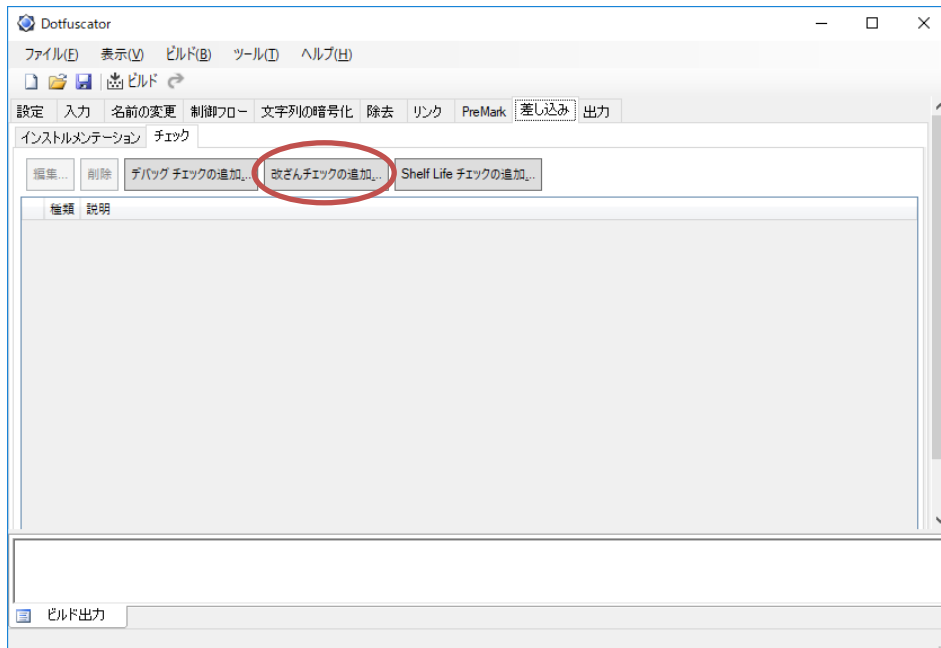 Dotfuscator
ファイル(F) 表示(V) ビルド(B) ツール(T) ヘルプ(H)
ビルド
設定 入力 名前の変更 制御フロー 文字列の暗号化 除去 リンク PreMark 差し込み 出力
インストルメンテーション チェック
編集... 削除 デバッグ チェックの追加... 改ざんチェックの追加... Shelf Life チェックの追加...
種類 説明
ビルド出力